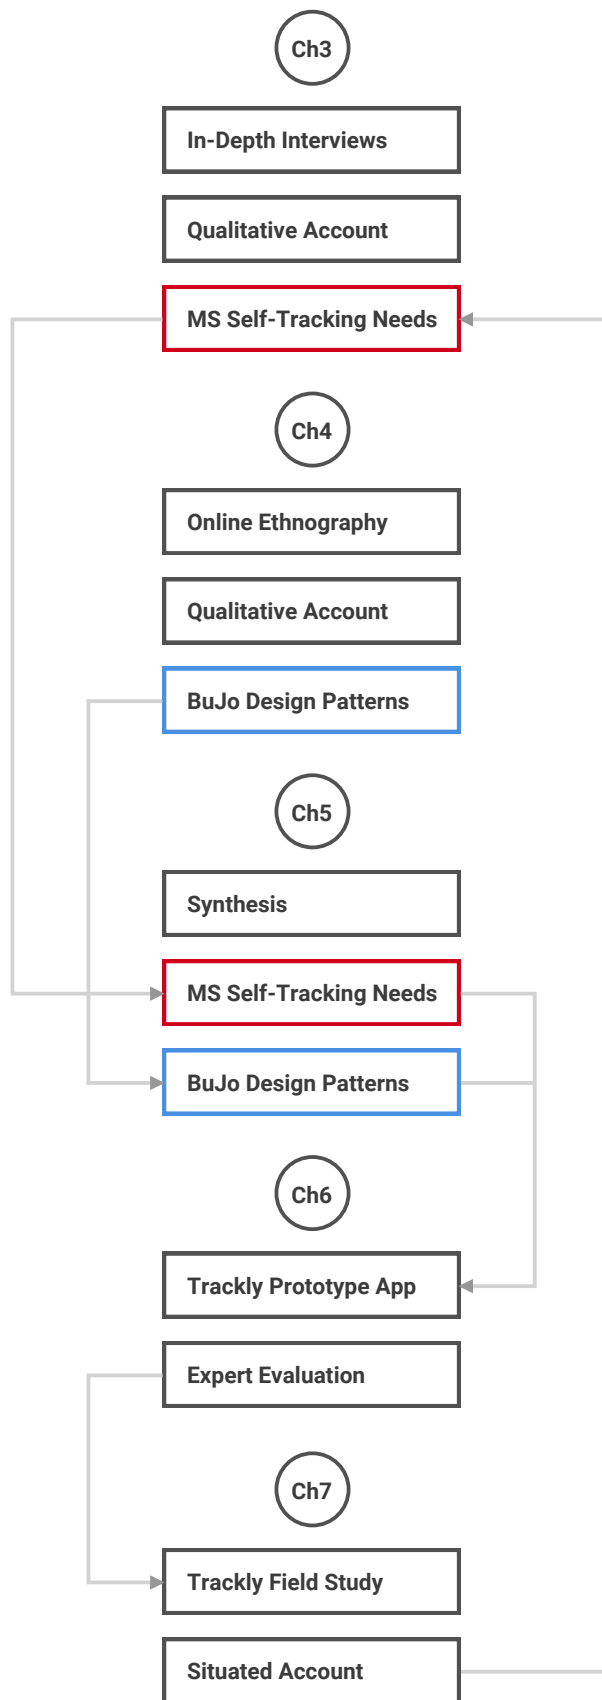 Ch3
In-Depth Interviews
Qualitative Account
MS Self-Tracking Needs
Ch4
Online Ethnography
Qualitative Account
BuJo Design Patterns
Ch5
Synthesis
MS Self-Tracking Needs
BuJo Design Patterns
Ch6
Trackly Prototype App
Expert Evaluation
Ch7
Trackly Field Study
Situated Account